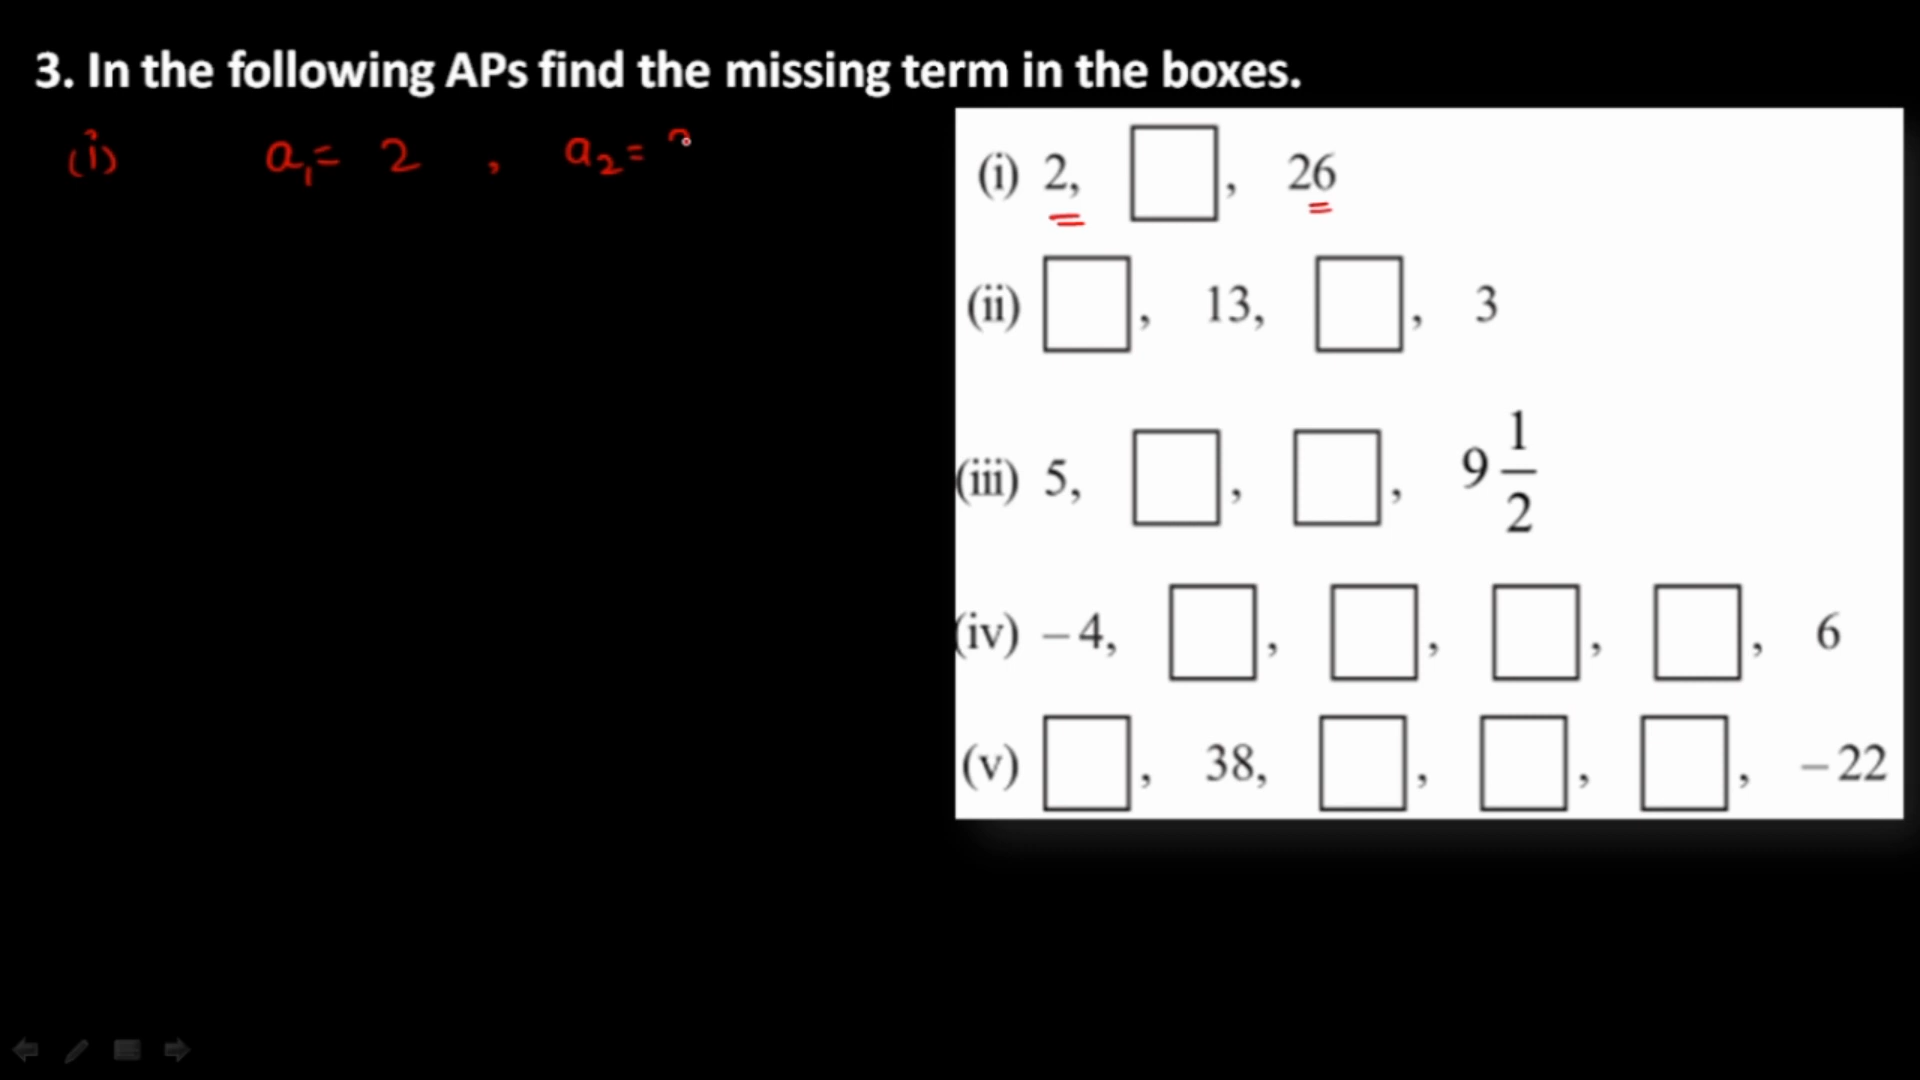 3. In the following APs find the missing term in the boxes.
(i) a₁= 2 , a₂= ?
(i) 2, , 26
(ii) , 13, , 3
(iii) 5, , , 9 1/2
(iv) – 4, , , , , 6
(v) , 38, , , , – 22